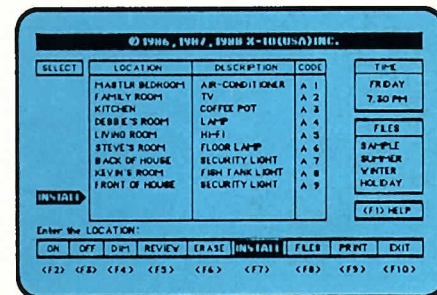 © 1986, 1987, 1988 X-10(USA)INC.
SELECT LOCATION DESCRIPTION CODE TIME
MASTER BEDROOM AIR-CONDITIONER A 1
FAMILY ROOM TV A 2
KITCHEN COFFEE POT A 3
DEBBIE'S ROOM LAMP A 4
LIVING ROOM HI-FI A 5
STEVE'S ROOM FLOOR LAMP A 6
BACK OF HOUSE SECURITY LIGHT A 7
KEVIN'S ROOM FISH TANK LIGHT A 8
FRONT OF HOUSE SECURITY LIGHT A 9
FRIDAY
7:30 PM
FILES
SAMPLE
SUMMER
WINTER
HOLIDAY
INSTALL
<F1> HELP
Enter the LOCATION:
ON OFF DIM REVIEW ERASE INSTALL FILES PRINT EXIT
<F2> <F3> <F4> <F5> <F6> <F7> <F8> <F9> <F10>